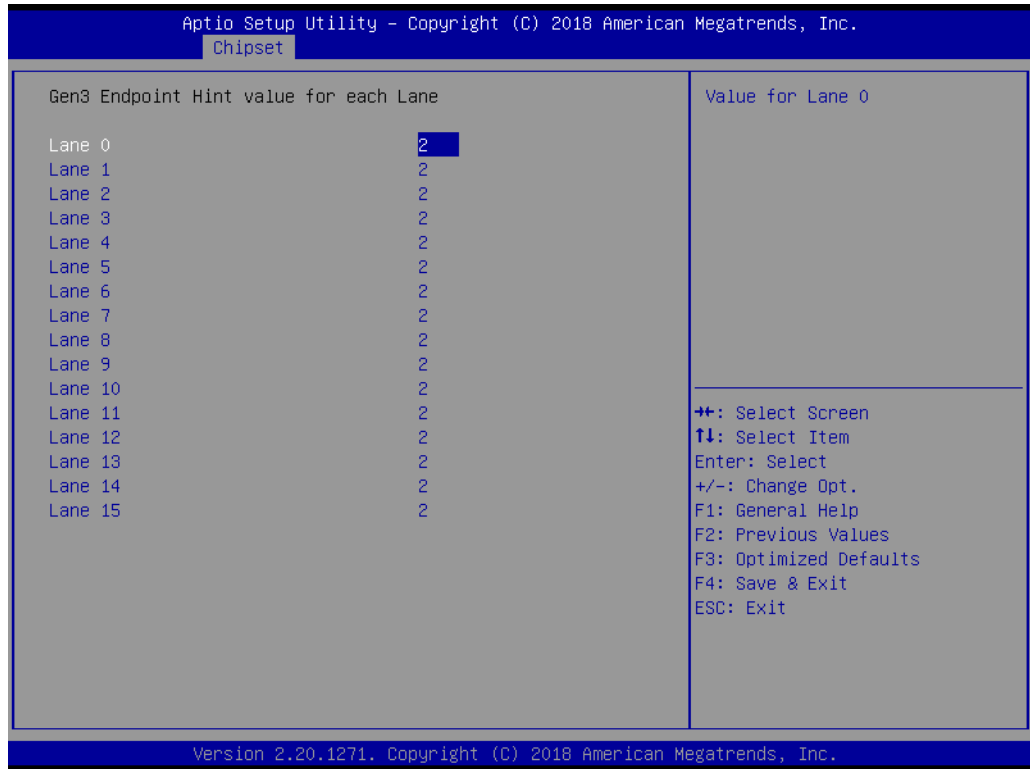 Aptio Setup Utility – Copyright (C) 2018 American Megatrends, Inc.
Chipset
Gen3 Endpoint Hint value for each Lane
Lane 0 2
Lane 1 2
Lane 2 2
Lane 3 2
Lane 4 2
Lane 5 2
Lane 6 2
Lane 7 2
Lane 8 2
Lane 9 2
Lane 10 2
Lane 11 2
Lane 12 2
Lane 13 2
Lane 14 2
Lane 15 2
Value for Lane 0
→←: Select Screen
↑↓: Select Item
Enter: Select
+/-: Change Opt.
F1: General Help
F2: Previous Values
F3: Optimized Defaults
F4: Save & Exit
ESC: Exit
Version 2.20.1271. Copyright (C) 2018 American Megatrends, Inc.